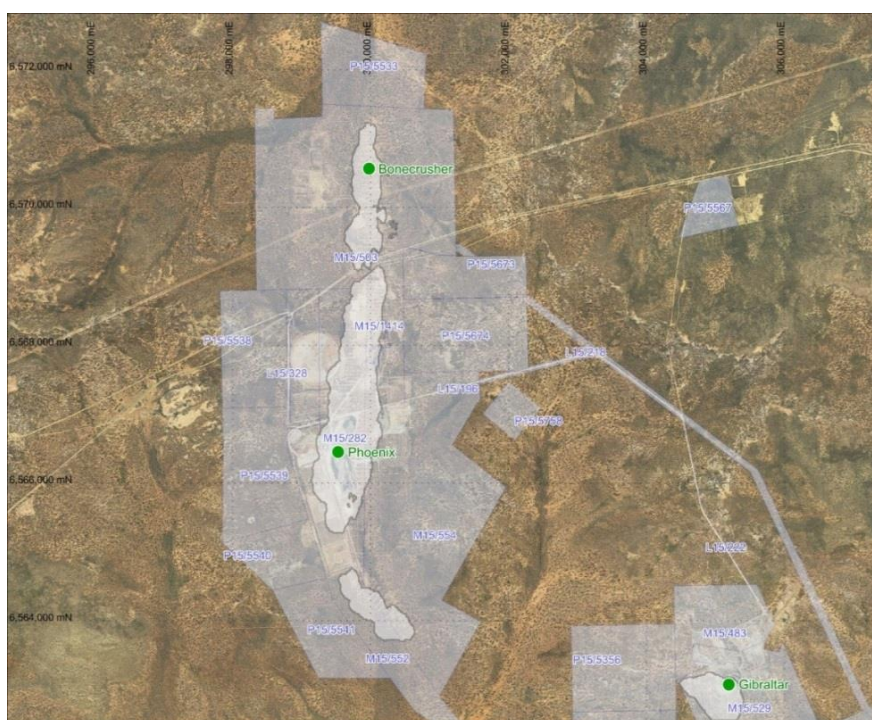 296,000 mE
298,000 mE
302,000 mE
304,000 mE
306,000 mE
6,572,000 mN
P15/5533
Bonecrusher
6,570,000 mN
P15/5567
M15/563
P15/5673
M15/1414
6,568,000 mN
P15/5538
P15/5674
L15/218
L15/328
L15/196
P15/5768
M15/282
Phoenix
6,566,000 mN
P15/5539
M15/554
P15/5540
L15/222
6,564,000 mN
P15/5541
M15/483
M15/552
P15/5356
Gibraltar
M15/529